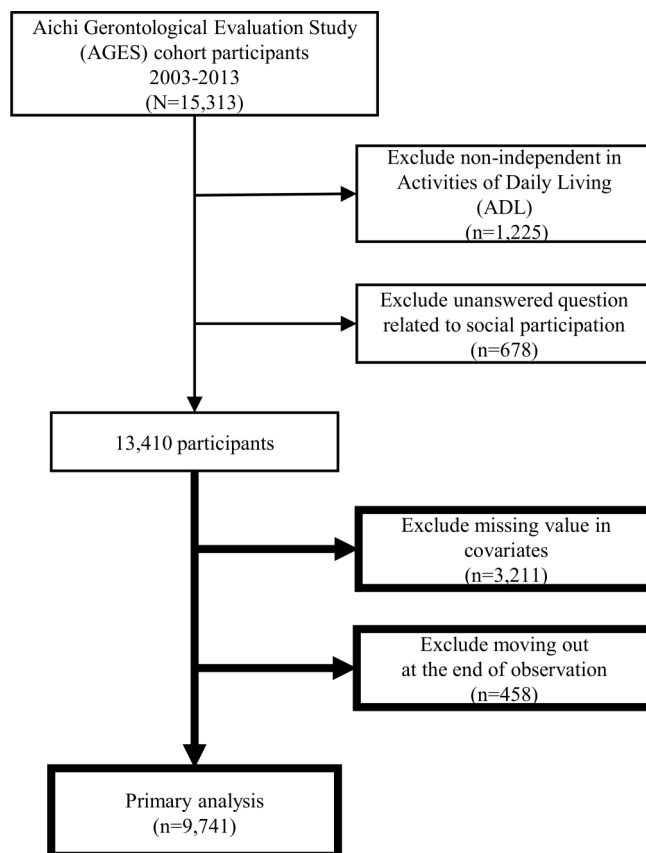 Aichi Gerontological Evaluation Study
(AGES) cohort participants
2003-2013
(N=15,313)
Exclude non-independent in
Activities of Daily Living
(ADL)
(n=1,225)
Exclude unanswered question
related to social participation
(n=678)
13,410 participants
Exclude missing value in
covariates
(n=3,211)
Exclude moving out
at the end of observation
(n=458)
Primary analysis
(n=9,741)